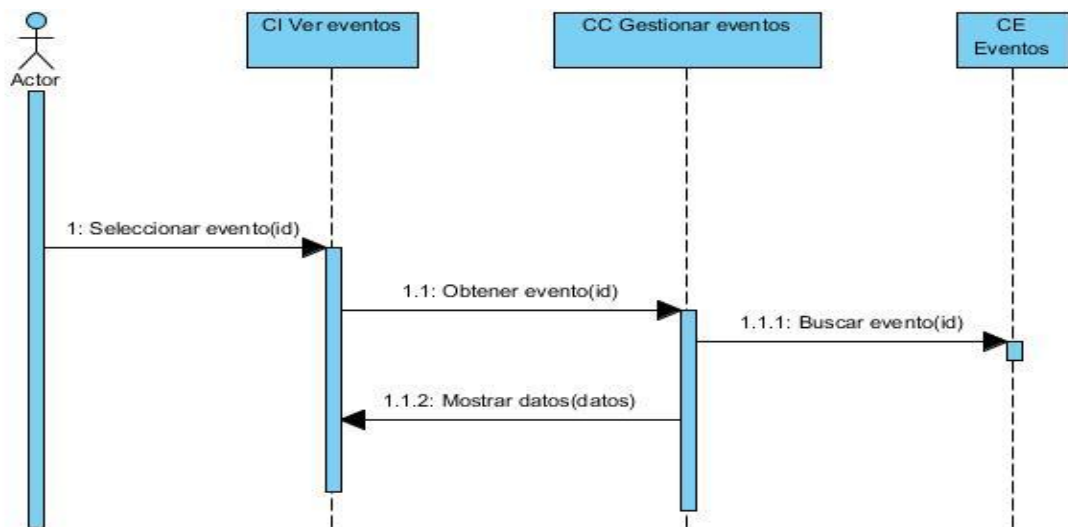 CI Ver eventos
CC Gestionar eventos
CE
Eventos
Actor
1: Seleccionar evento(id)
1.1: Obtener evento(id)
1.1.1: Buscar evento(id)
1.1.2: Mostrar datos(datos)